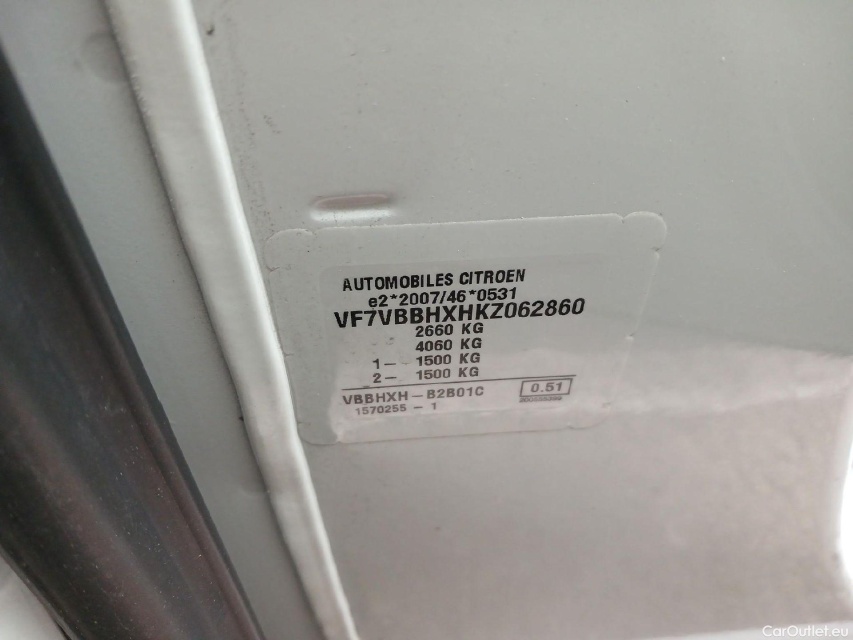 AUTOMOBILES CITROEN
e2*2007/46*0531
VF7VBBHXHKZ062860
2660 KG
4060 KG
1- 1500 KG
2- 1500 KG
VBBHXH-B2B01C 0.51
1570255-1
CarOutlet.eu